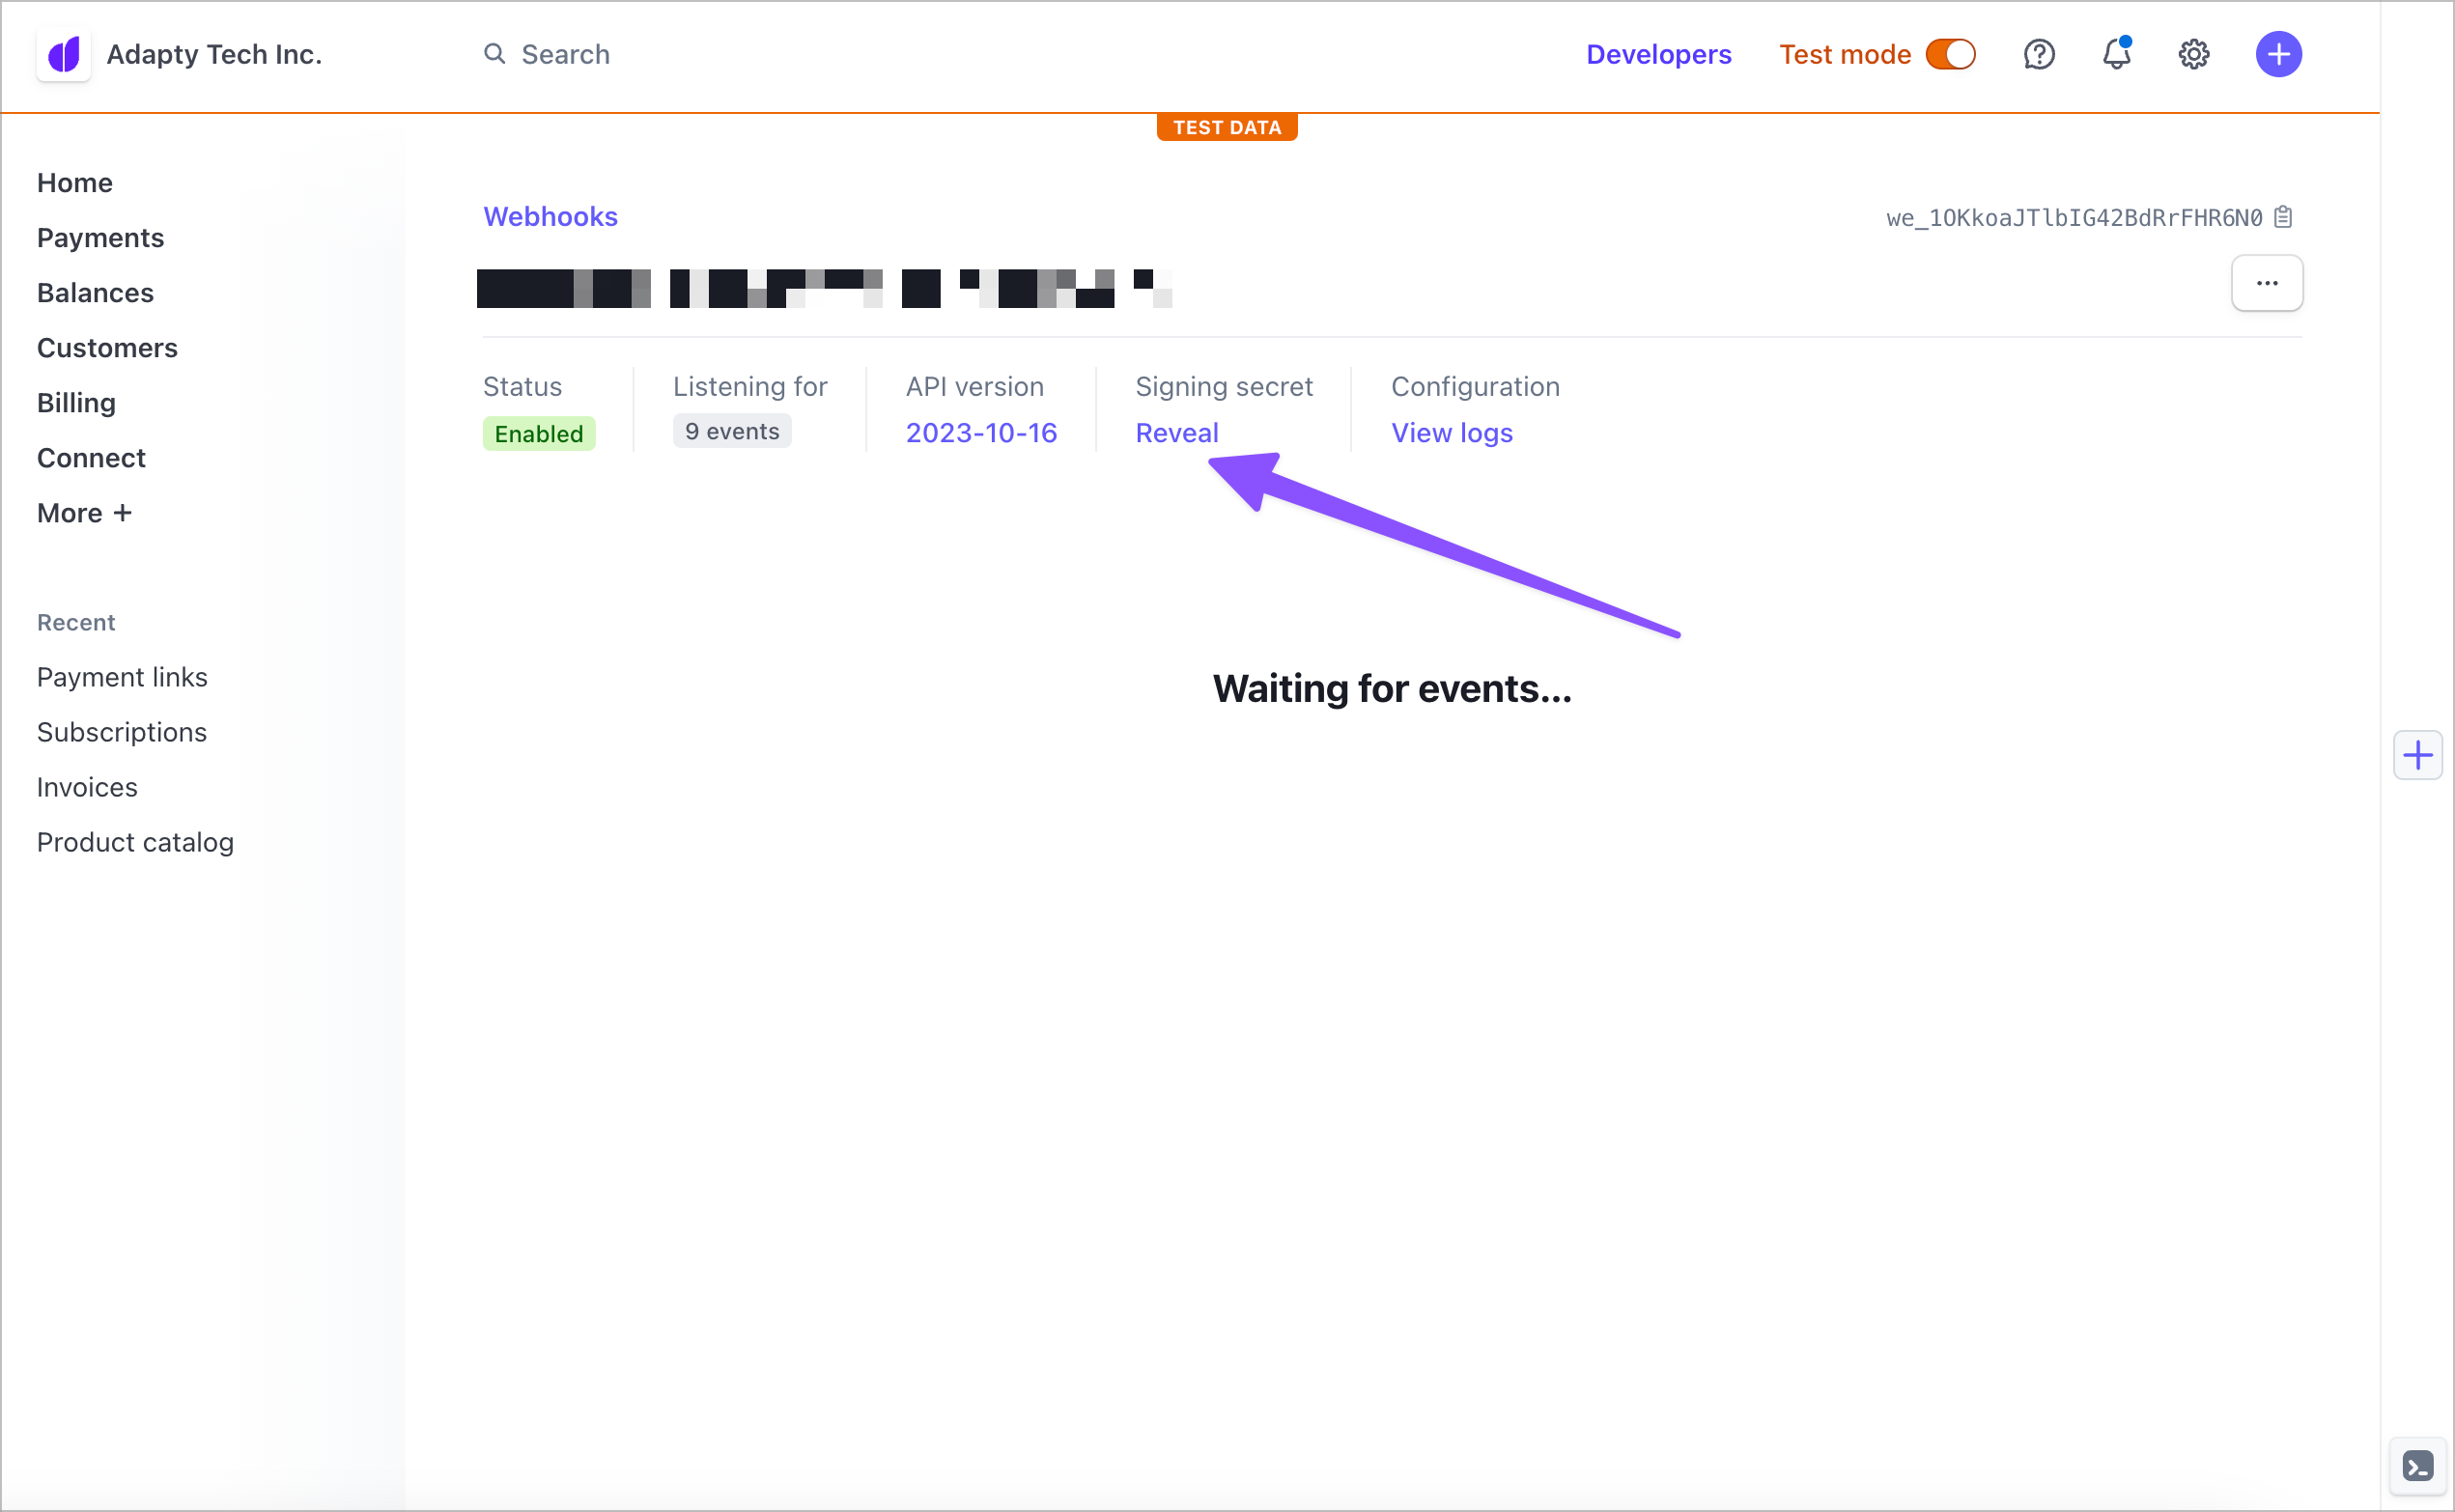 Adapty Tech Inc.
Search
Developers
Test mode
TEST DATA
Home
Payments
Balances
Customers
Billing
Connect
More +
Recent
Payment links
Subscriptions
Invoices
Product catalog
Webhooks
we_1OKkoaJTlbIG42BdRrFHR6N0
Status
Enabled
Listening for
9 events
API version
2023-10-16
Signing secret
Reveal
Configuration
View logs
Waiting for events...